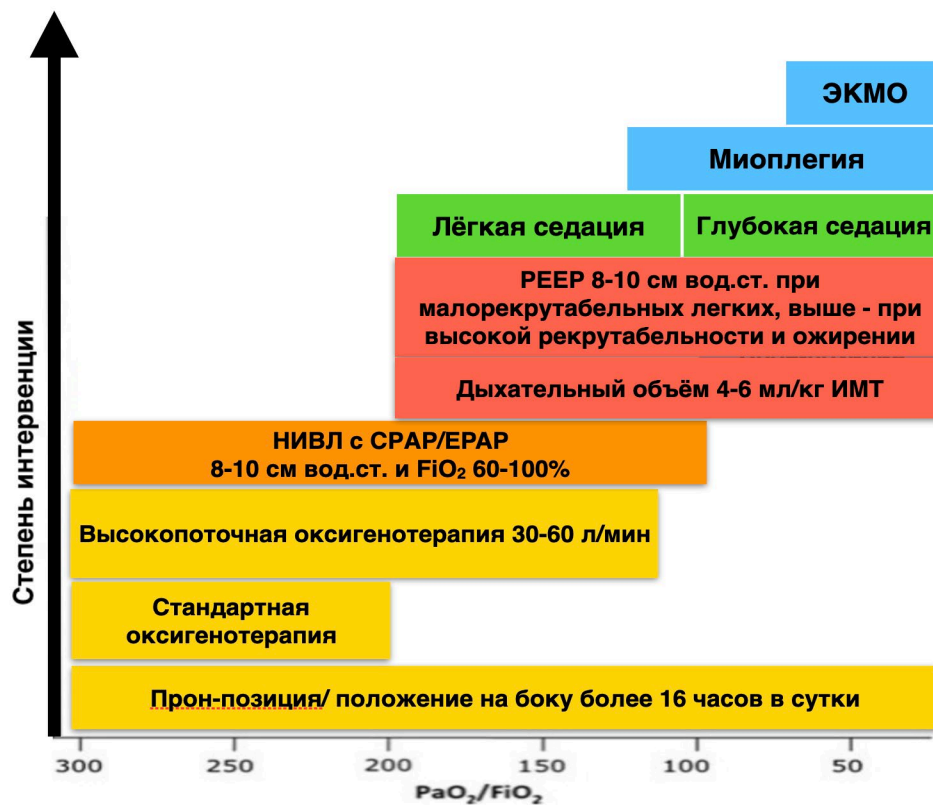 ЭКМО
Миоплегия
Лёгкая седация
Глубокая седация
PEEP 8-10 см вод.ст. при
малорекрутабельных легких, выше - при
высокой рекрутабельности и ожирении
Дыхательный объём 4-6 мл/кг ИМТ
НИВЛ с CPAP/EPAP
8-10 см вод.ст. и FiO₂ 60-100%
Высокопоточная оксигенотерапия 30-60 л/мин
Стандартная
оксигенотерапия
Прон-позиция/ положение на боку более 16 часов в сутки
Степень интервенции
300 250 200 150 100 50
PaO₂/FiO₂